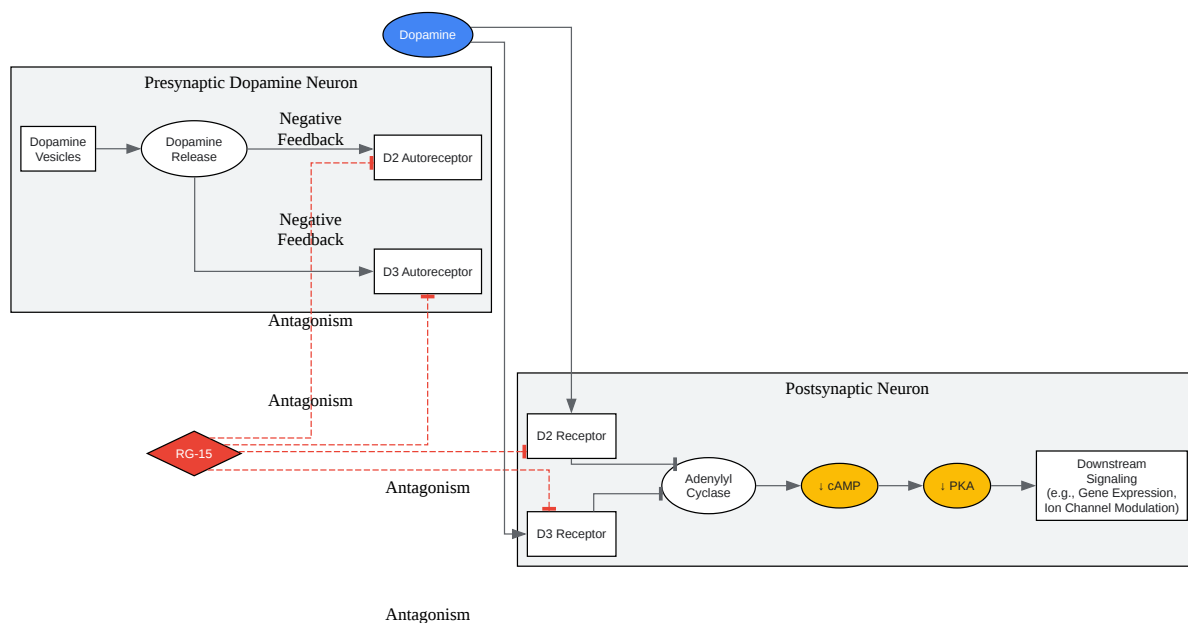 Dopamine
Presynaptic Dopamine Neuron
Dopamine
Vesicles
Dopamine
Release
Negative
Feedback
D2 Autoreceptor
Negative
Feedback
D3 Autoreceptor
Antagonism
Antagonism
RG-15
Antagonism
Antagonism
Postsynaptic Neuron
D2 Receptor
D3 Receptor
Adenylyl
Cyclase
↓ cAMP
↓ PKA
Downstream
Signaling
(e.g., Gene Expression,
Ion Channel Modulation)